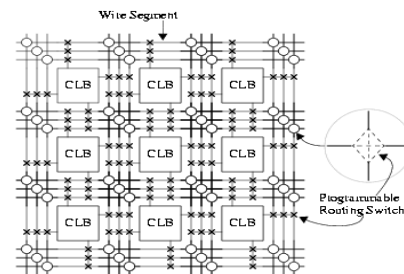 Wire Segment
CLB CLB CLB
CLB CLB CLB
Programmable
Routing Switch
CLB CLB CLB